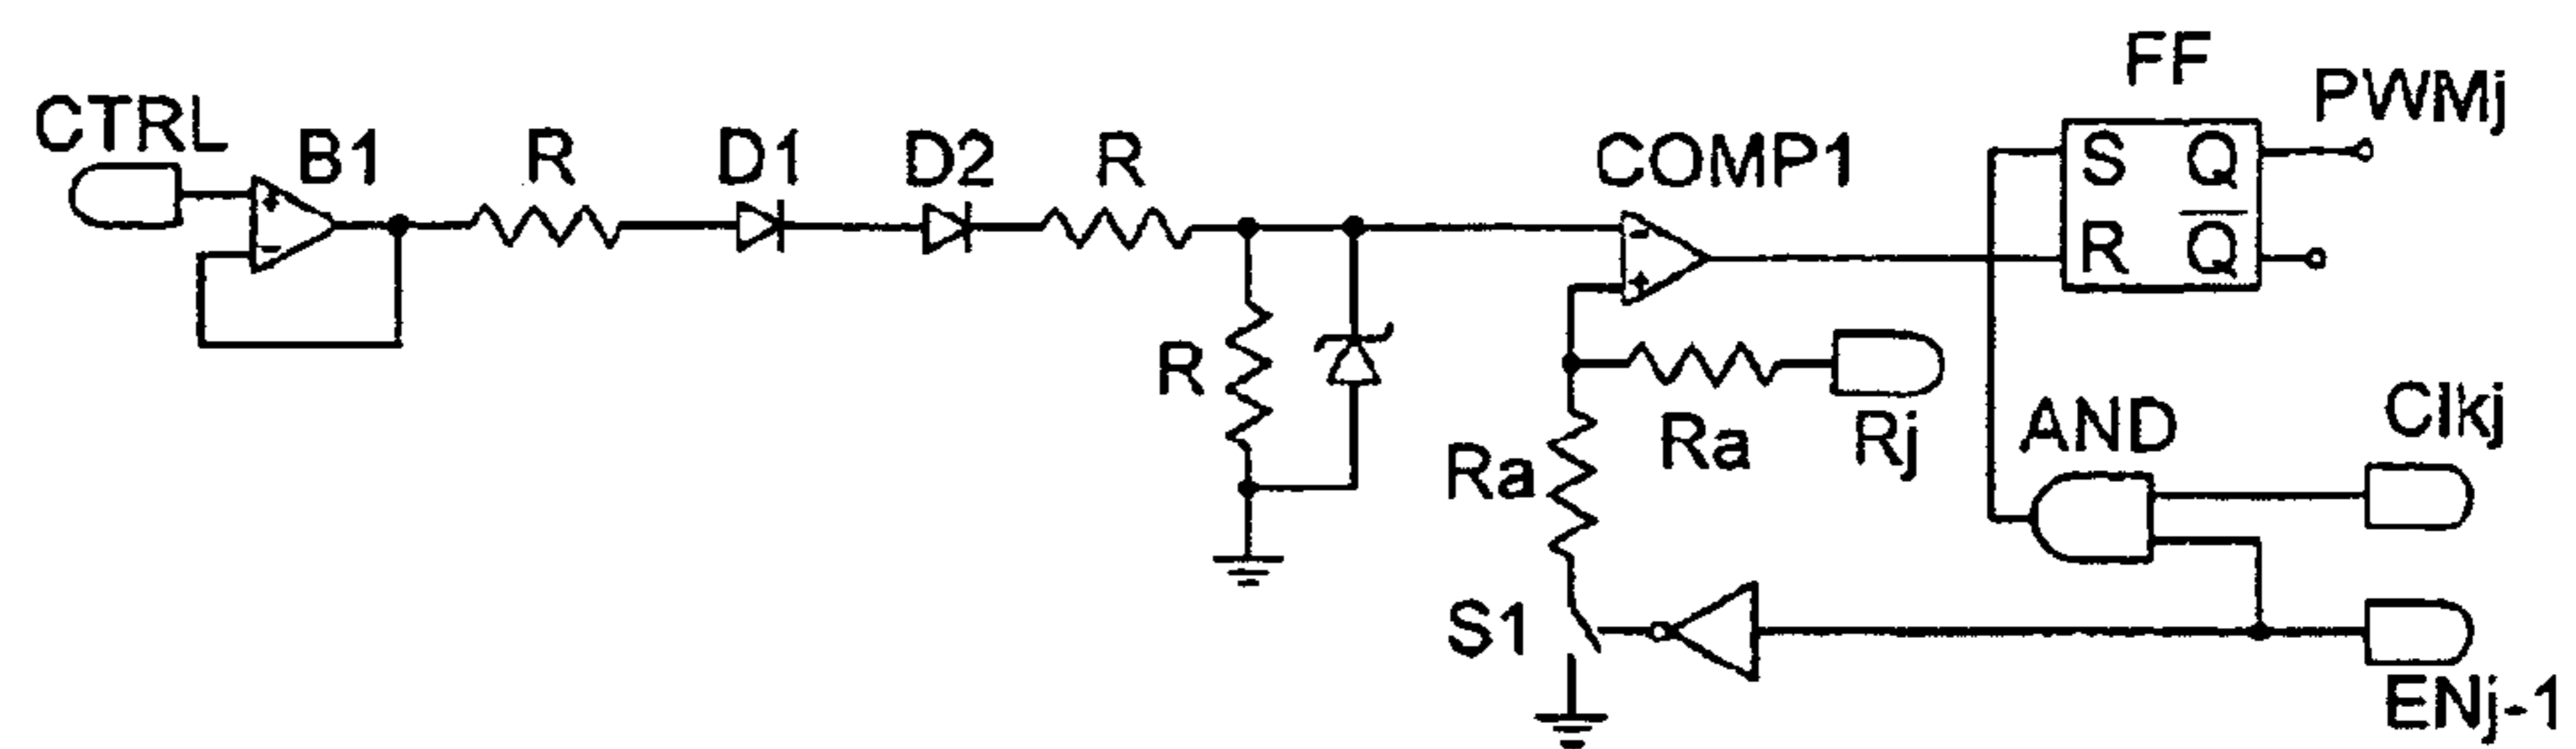 CTRL
B1
R
D1
D2
R
R
+
-
COMP1
-
+
Ra
Ra
Rj
S1
FF
S Q
R Q
PWMj
AND
Clkj
ENj-1